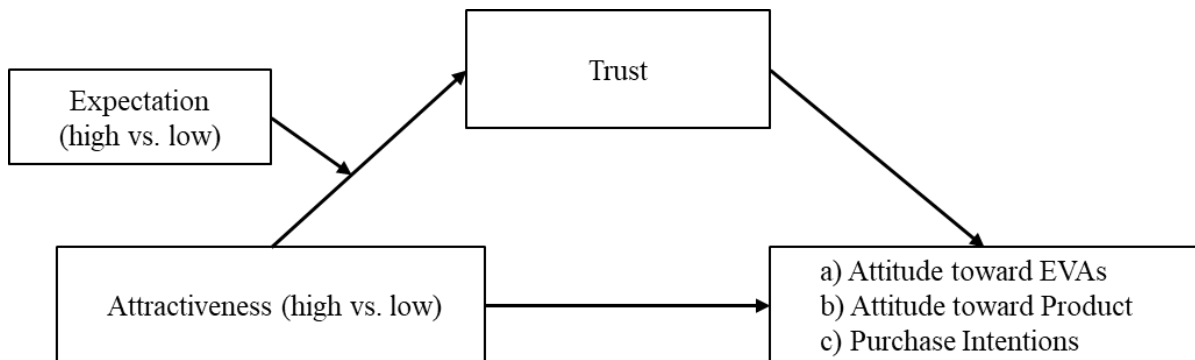 Trust
Expectation
(high vs. low)
Attractiveness (high vs. low)
a) Attitude toward EVAs
b) Attitude toward Product
c) Purchase Intentions